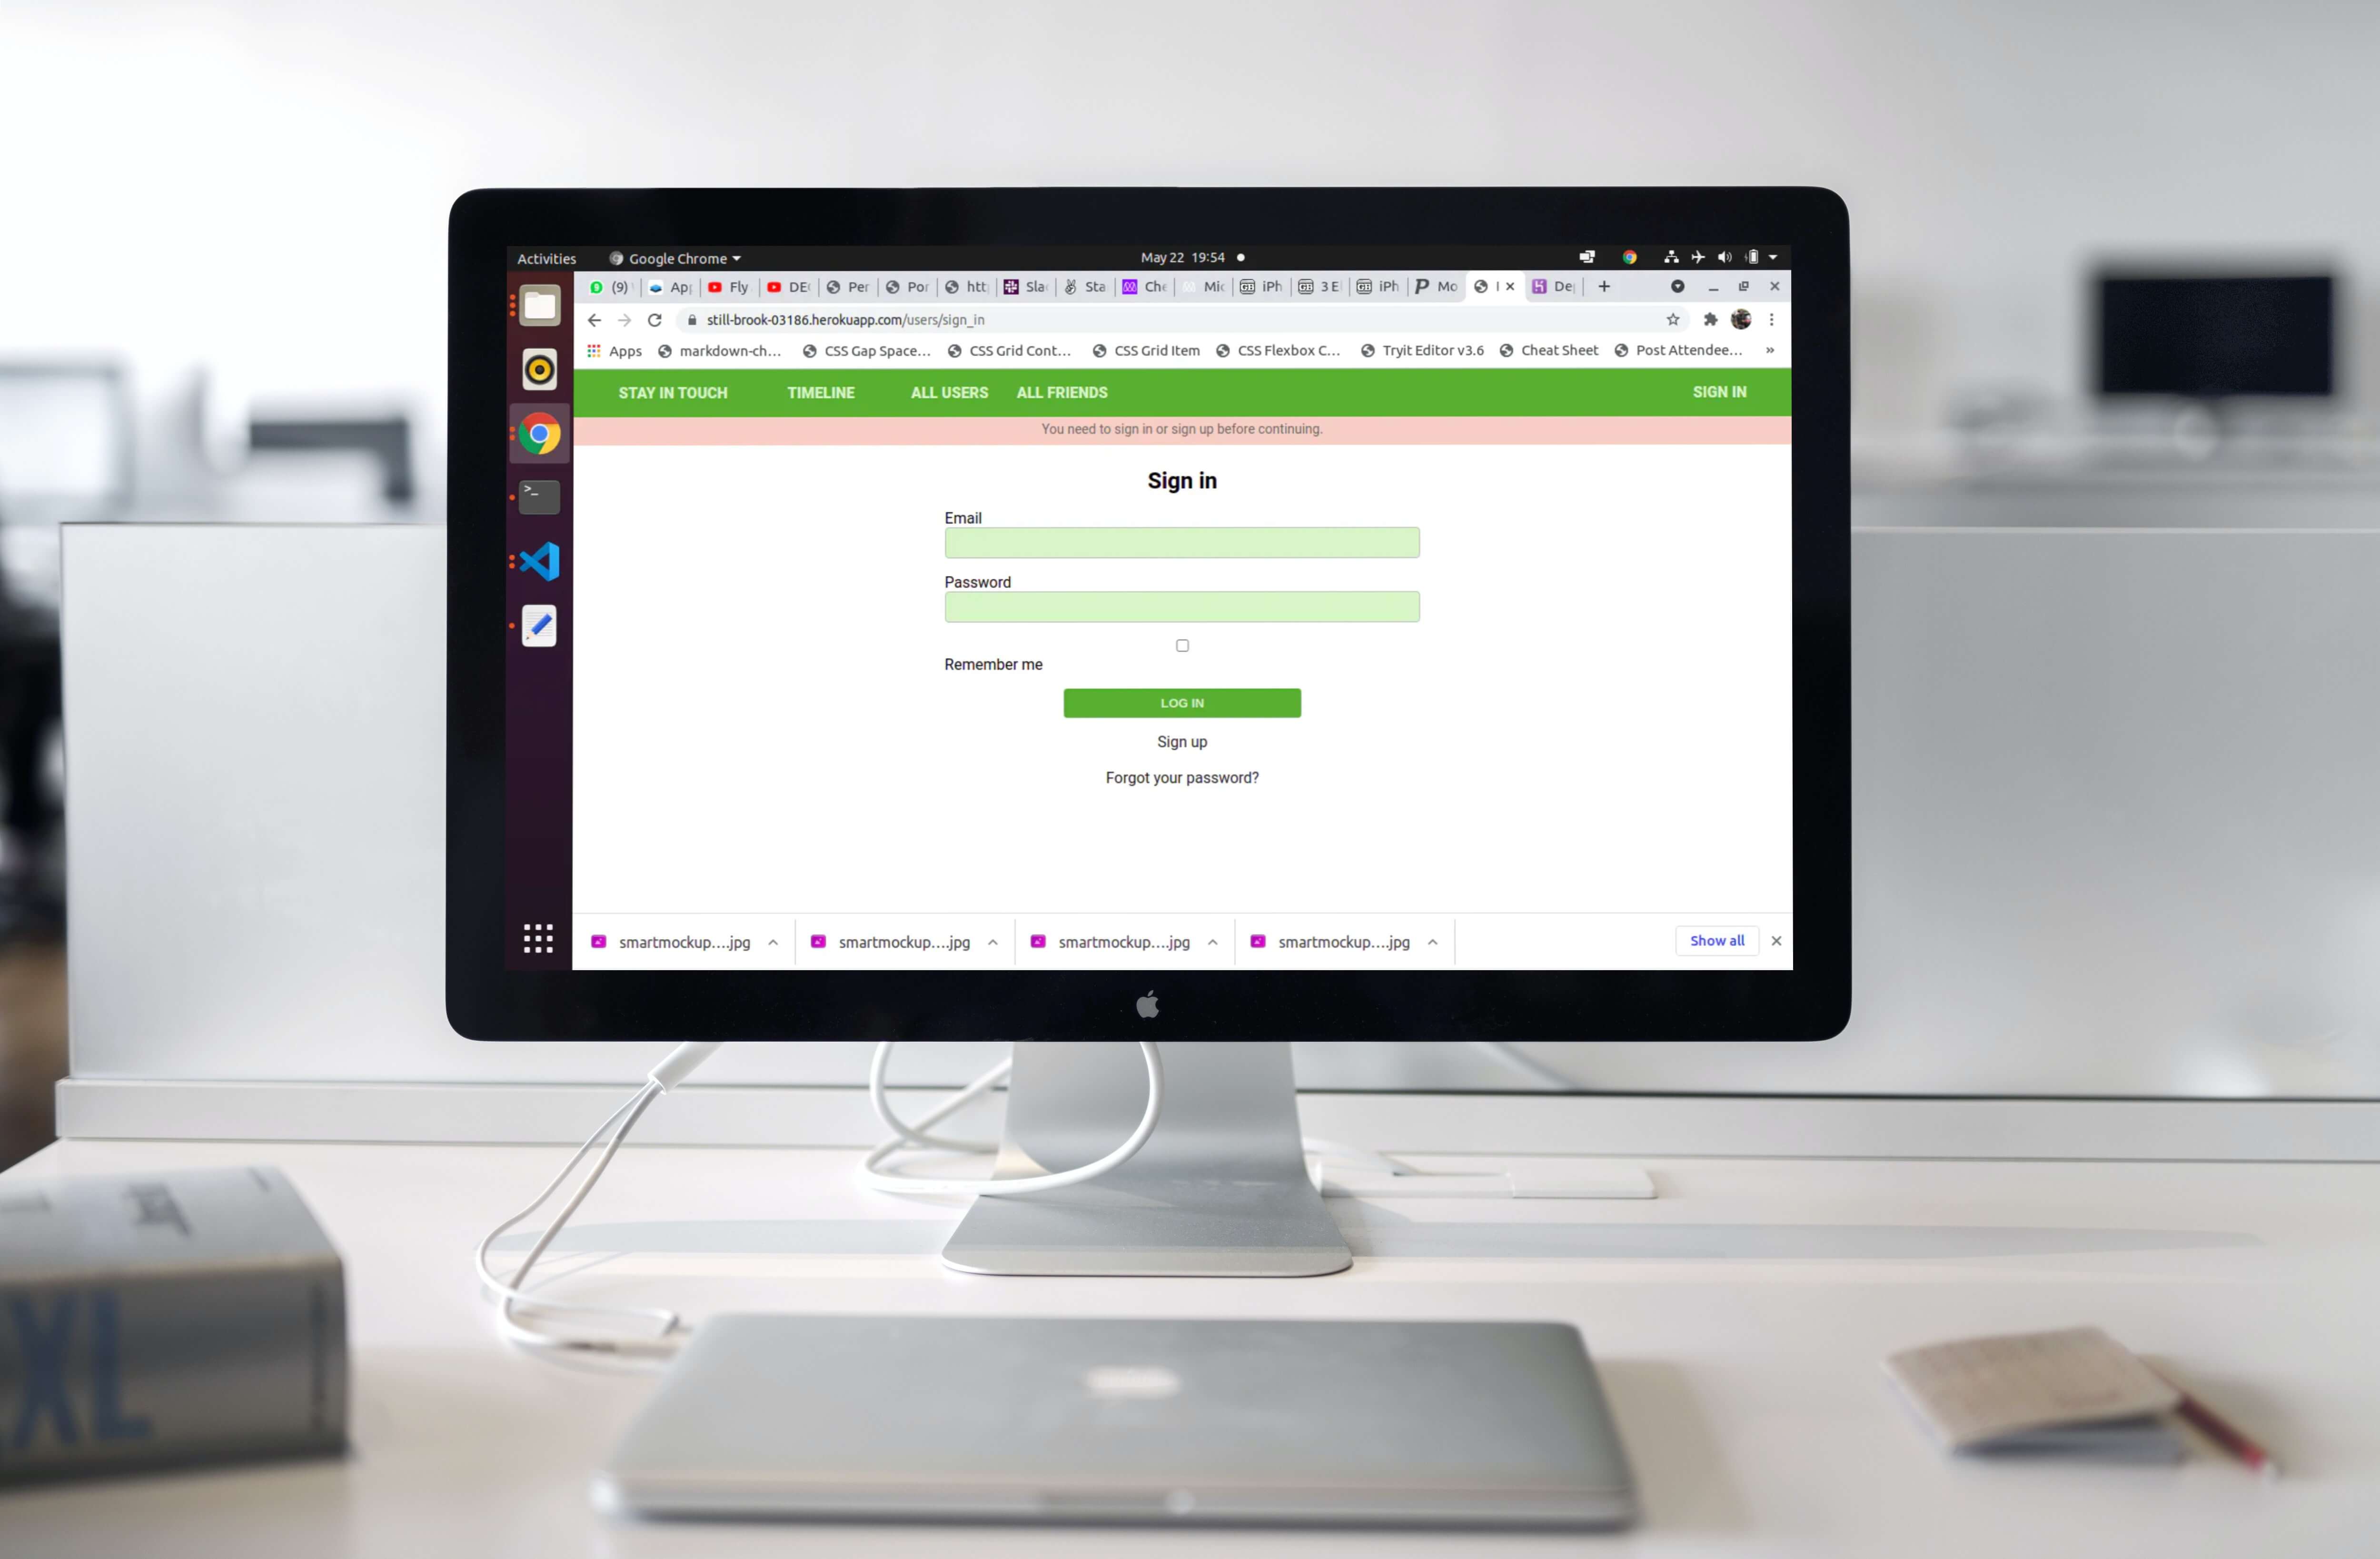 Activities Google Chrome May 22 19:54
(9) Ap Fly DE Per Por htt Sla Sta Che Mic iPh 3 E iPh Mo De
still-brook-03186.herokuapp.com/users/sign_in
Apps markdown-ch... CSS Gap Space... CSS Grid Cont... CSS Grid Item CSS Flexbox C... Tryit Editor v3.6 Cheat Sheet Post Attendee... »
STAY IN TOUCH TIMELINE ALL USERS ALL FRIENDS SIGN IN
You need to sign in or sign up before continuing.
Sign in
Email
Password
Remember me
LOG IN
Sign up
Forgot your password?
smartmockup....jpg smartmockup....jpg smartmockup....jpg smartmockup....jpg Show all
XL